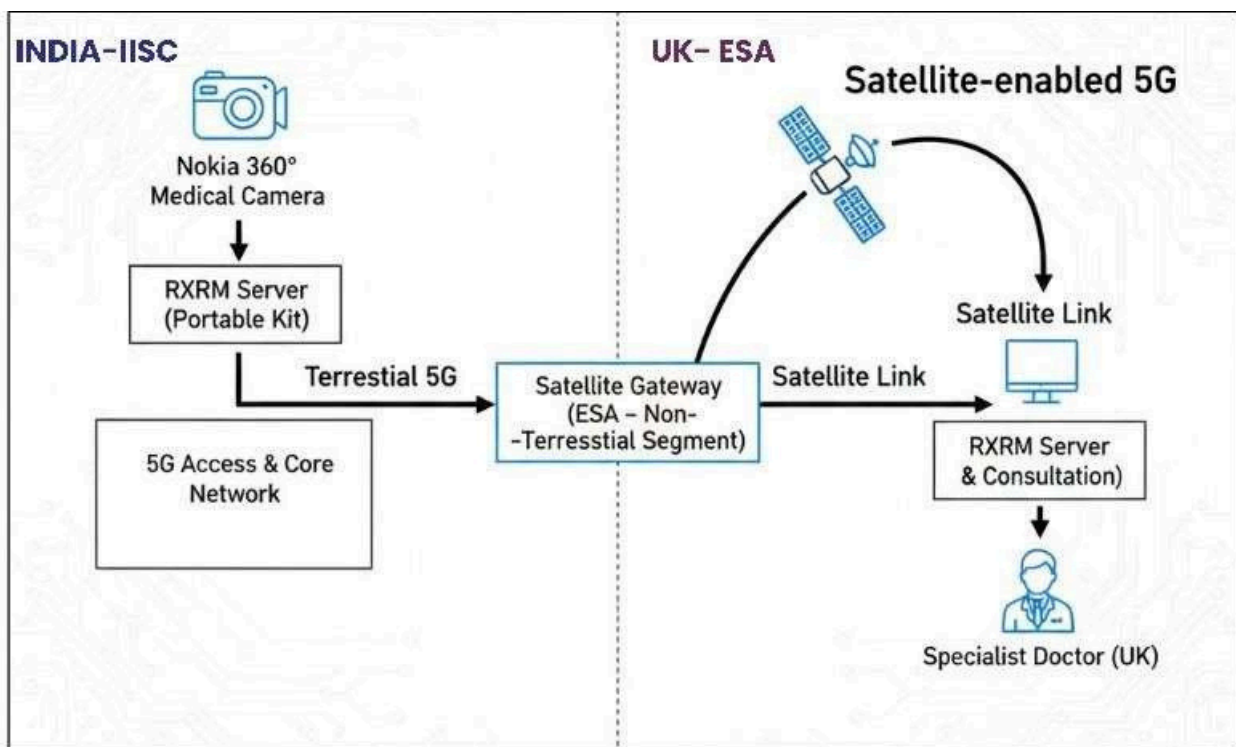 INDIA-IISC
Nokia 360°
Medical Camera
RXRM Server
(Portable Kit)
Terrestial 5G
5G Access & Core
Network
Satellite Gateway
(ESA – Non-
-Terresstial Segment)
UK- ESA
Satellite-enabled 5G
Satellite Link
Satellite Link
RXRM Server
& Consultation)
Specialist Doctor (UK)